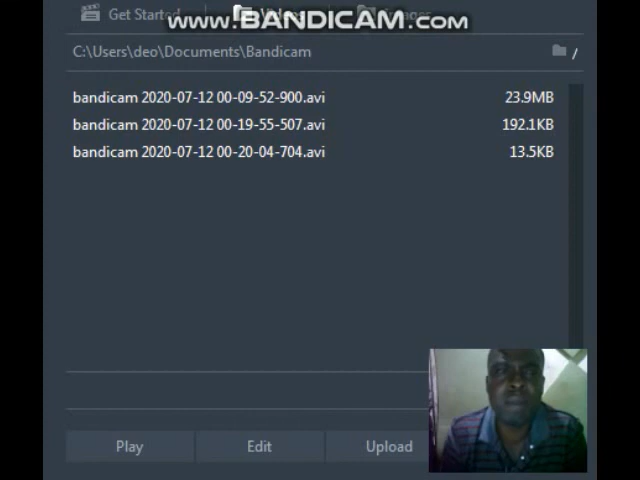 Get Started
www.BANDICAM.com
C:\Users\deo\Documents\Bandicam
/
bandicam 2020-07-12 00-09-52-900.avi 23.9MB
bandicam 2020-07-12 00-19-55-507.avi 192.1KB
bandicam 2020-07-12 00-20-04-704.avi 13.5KB
Play Edit Upload